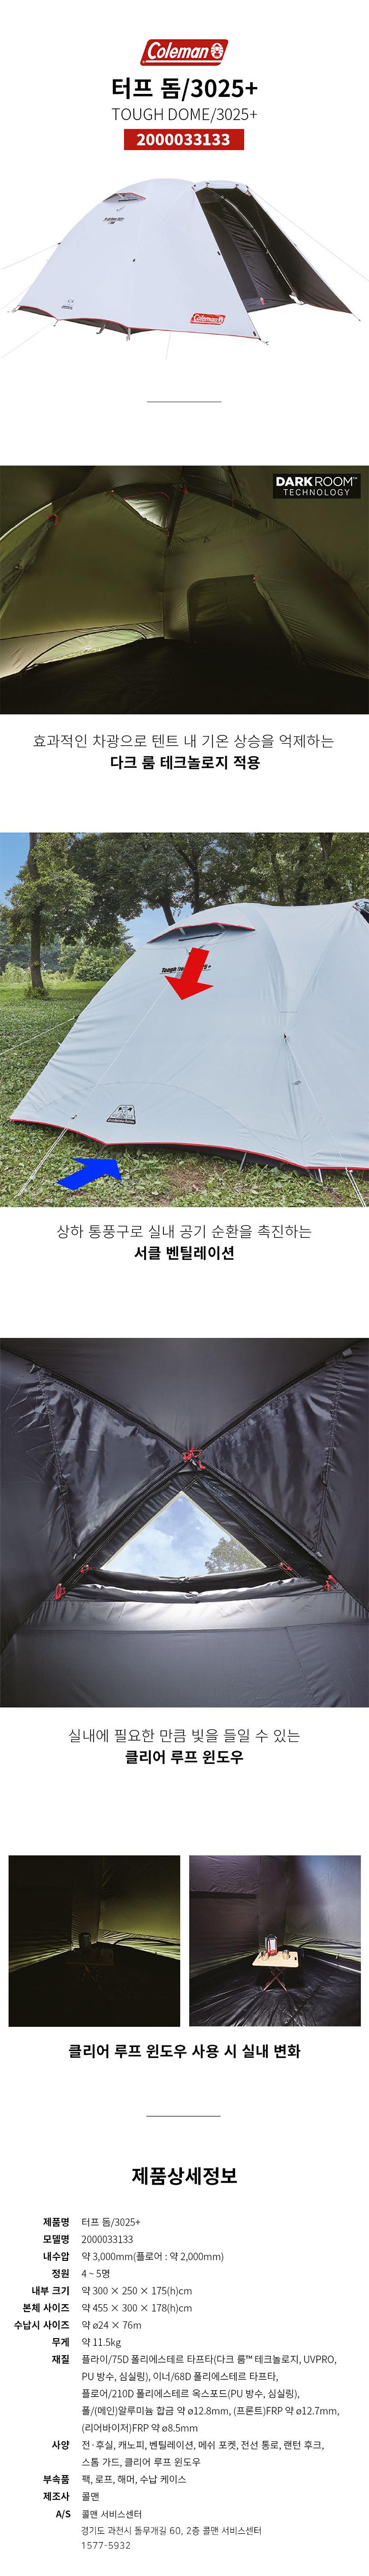 Coleman
터프 돔/3025+
TOUGH DOME/3025+
2000033133
Coleman
DARK ROOM™
TECHNOLOGY
효과적인 차광으로 텐트 내 기온 상승을 억제하는
다크 룸 테크놀로지 적용
상하 통풍구로 실내 공기 순환을 촉진하는
서클 벤틸레이션
실내에 필요한 만큼 빛을 들일 수 있는
클리어 루프 윈도우
클리어 루프 윈도우 사용 시 실내 변화
제품상세정보
제품명 터프 돔/3025+
모델명 2000033133
내수압 약 3,000mm(플로어 : 약 2,000mm)
정원 4 ~ 5명
내부 크기 약 300 × 250 × 175(h)cm
본체 사이즈 약 455 × 300 × 178(h)cm
수납시 사이즈 약 ø24 × 76m
무게 약 11.5kg
재질 플라이/75D 폴리에스테르 타프타(다크 룸™ 테크놀로지, UVPRO,
PU 방수, 심실링), 이너/68D 폴리에스테르 타프타,
플로어/210D 폴리에스테르 옥스포드(PU 방수, 심실링),
폴/(메인)알루미늄 합금 약 ø12.8mm, (프론트)FRP 약 ø12.7mm,
(리어바이저)FRP 약 ø8.5mm
사양 전·후실, 캐노피, 벤틸레이션, 메쉬 포켓, 전선 통로, 랜턴 후크,
스톰 가드, 클리어 루프 윈도우
부속품 팩, 로프, 해머, 수납 케이스
제조사 콜맨
A/S 콜맨 서비스센터
경기도 과천시 돌무개길 60, 2층 콜맨 서비스센터
1577-5932